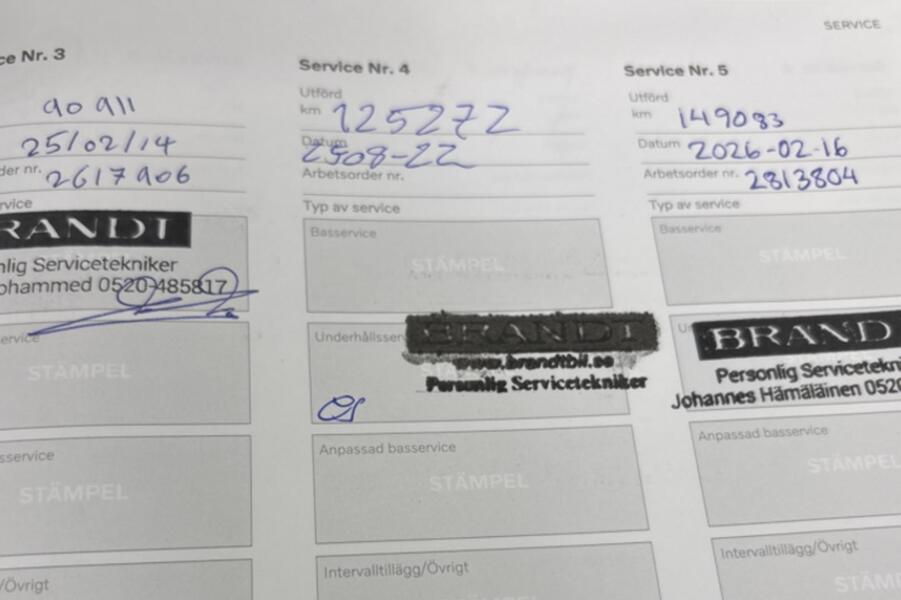 SERVICE
ce Nr. 3
90 911
25/02/14
der nr. 2617906
rvice
RANDT
nlig Servicetekniker
ohammed 0520-485817
ervice
STÄMPEL
sservice
STÄMPEL
/Övrigt
Service Nr. 4
Utförd
km 125272
Datum 2508-22
Arbetsorder nr.
Typ av service
Basservice
STÄMPEL
Underhållsser
BRANDT
www.brandtbil.se
Personlig Servicetekniker
Anpassad basservice
STÄMPEL
Intervalltillägg/Övrigt
Service Nr. 5
Utförd
km 149083
Datum 2026-02-16
Arbetsorder nr. 2813804
Typ av service
Basservice
STÄMPEL
BRAND
Personlig Servicetekni
Johannes Hämäläinen 0520
Anpassad basservice
STÄMPEL
Intervalltillägg/Övrigt
STÄMP